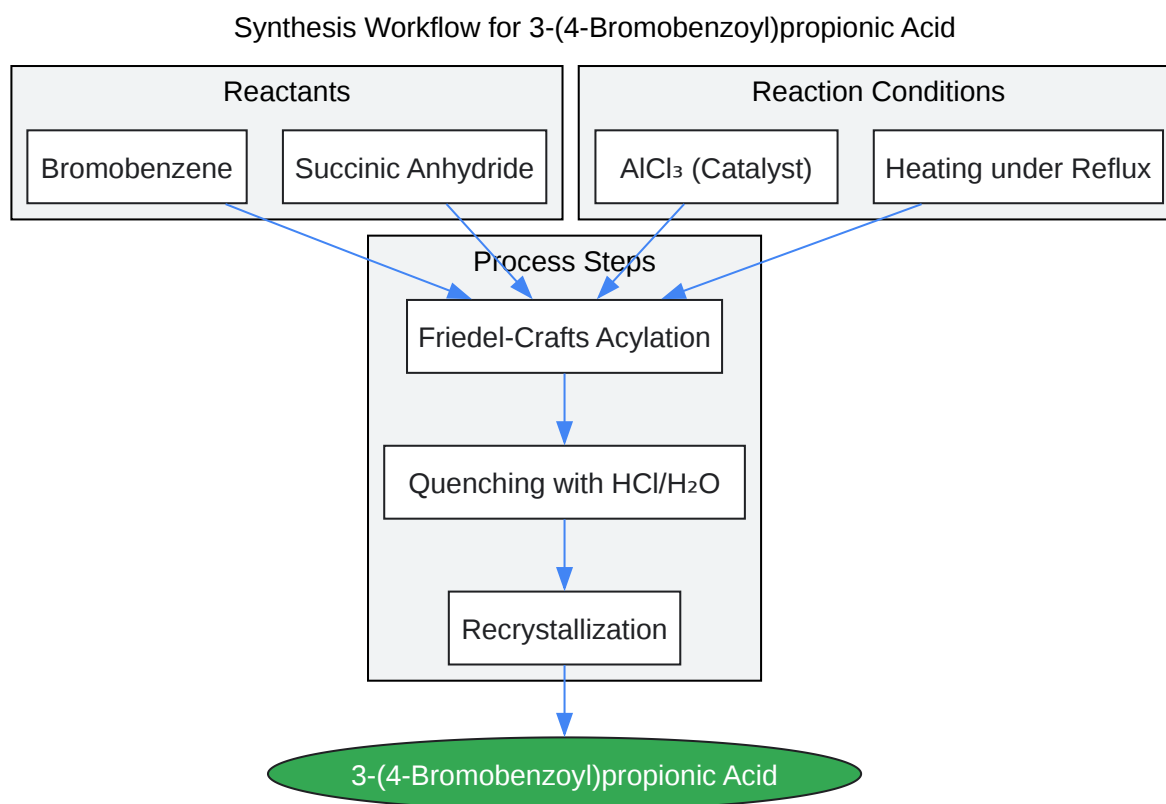 Synthesis Workflow for 3-(4-Bromobenzoyl)propionic Acid
Reactants
Bromobenzene
Succinic Anhydride
Reaction Conditions
AlCl₃ (Catalyst)
Heating under Reflux
Process Steps
Friedel-Crafts Acylation
Quenching with HCl/H₂O
Recrystallization
3-(4-Bromobenzoyl)propionic Acid